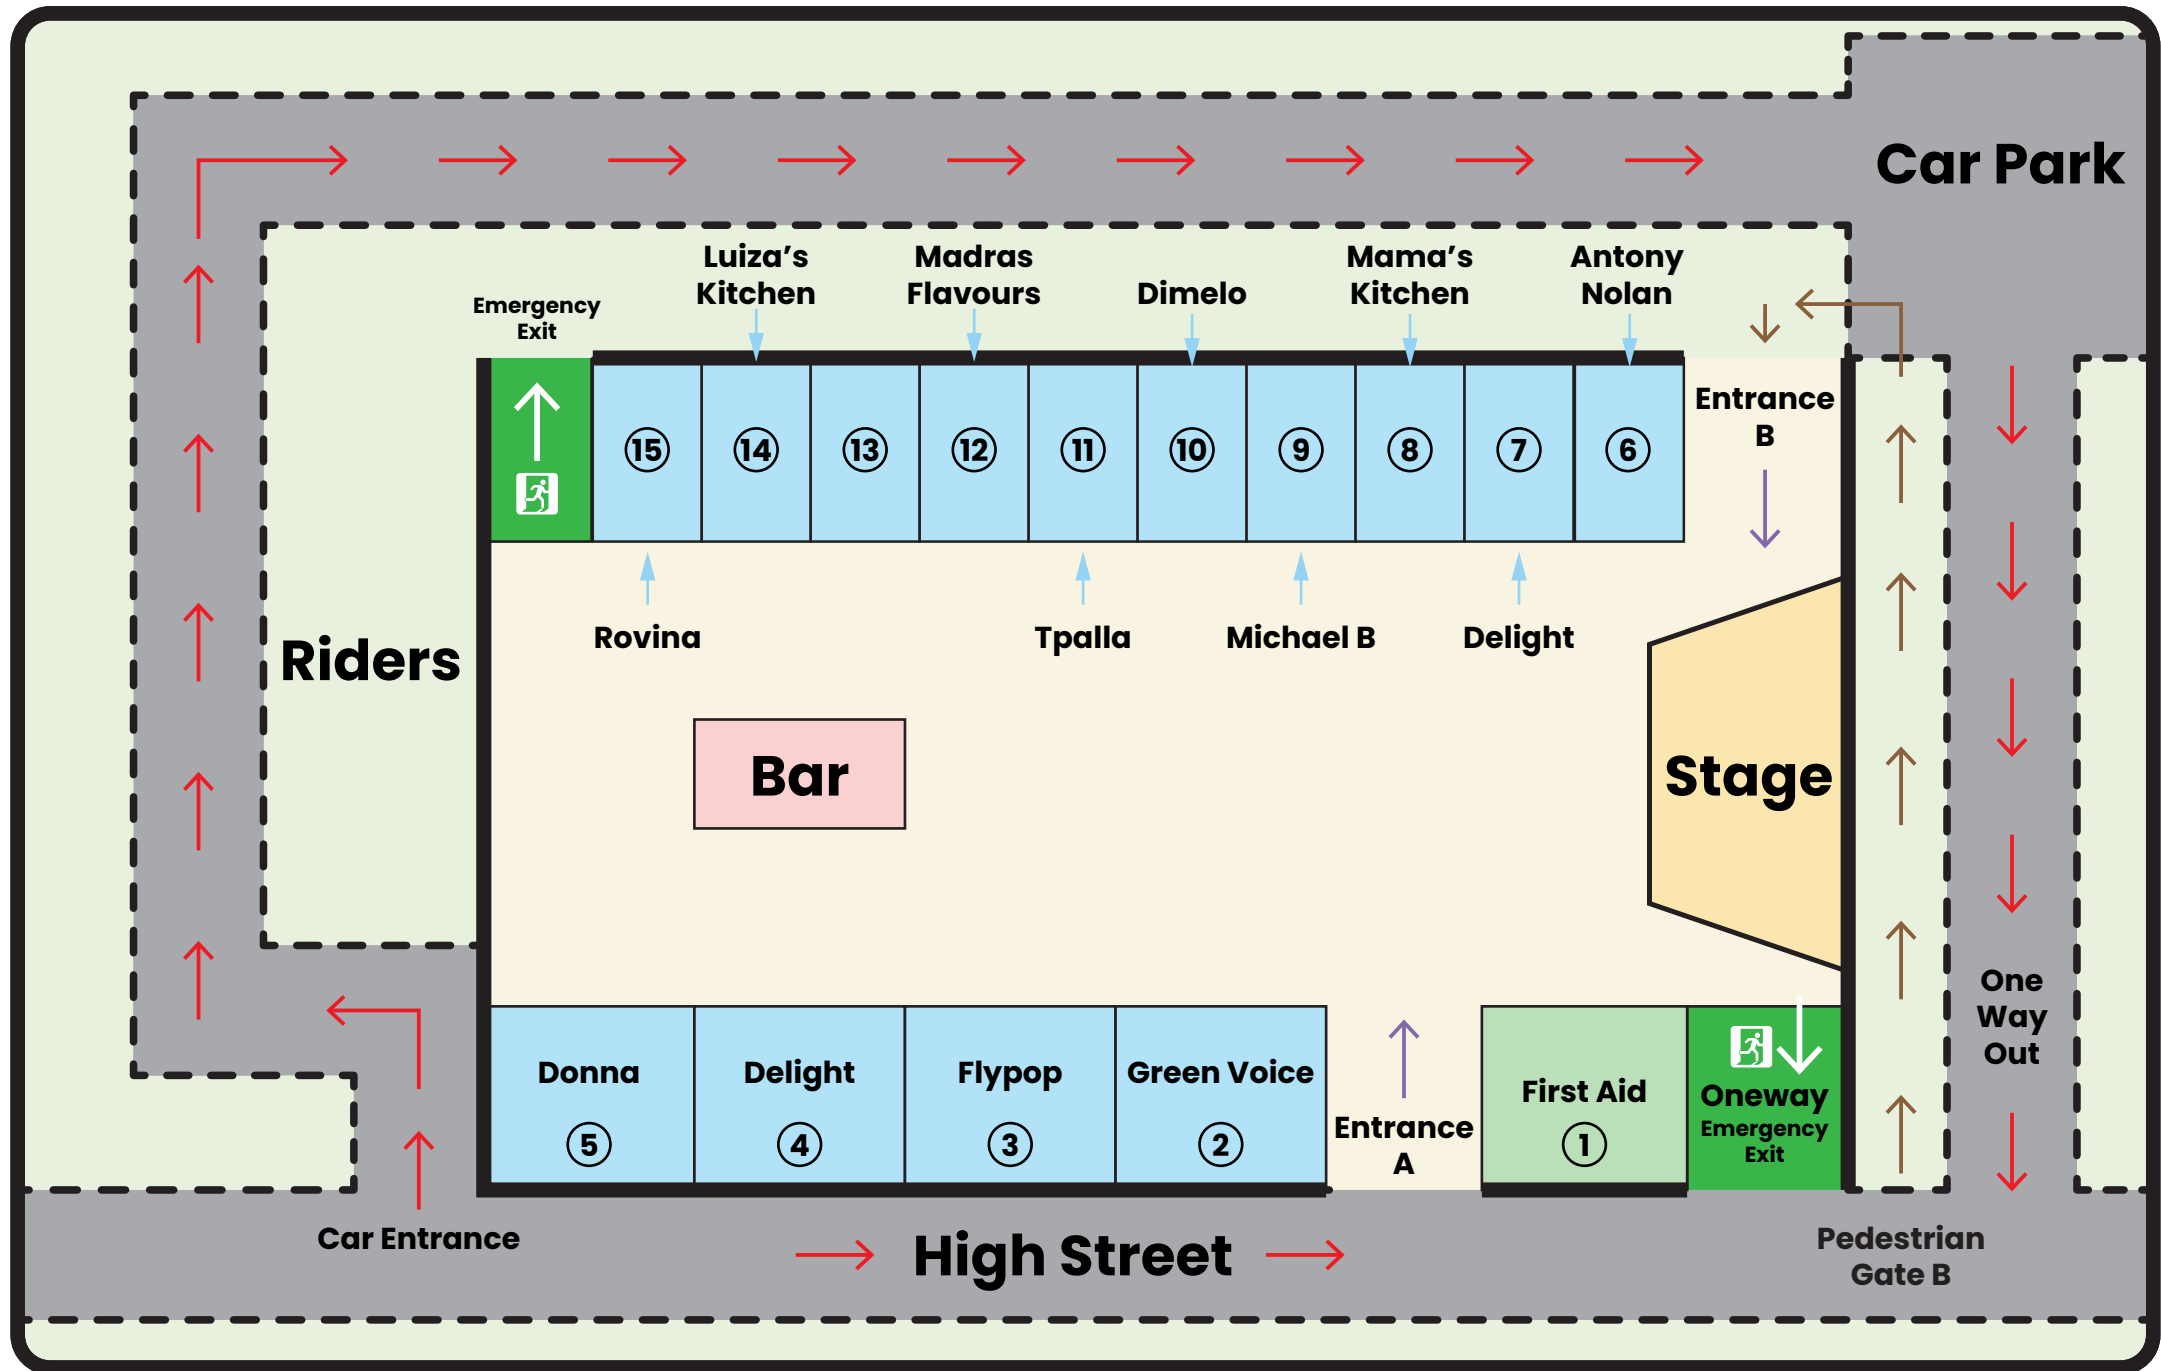 Car Park
Luiza's
Kitchen
Madras
Flavours
Dimelo
Mama's
Kitchen
Antony
Nolan
Emergency
Exit
Entrance
B
15
14
13
12
11
10
9
8
7
6
Rovina
Tpalla
Michael B
Delight
Riders
Bar
Stage
One
Way
Out
Donna
5
Delight
4
Flypop
3
Green Voice
2
Entrance
A
First Aid
1
Oneway
Emergency
Exit
Car Entrance
High Street
Pedestrian
Gate B